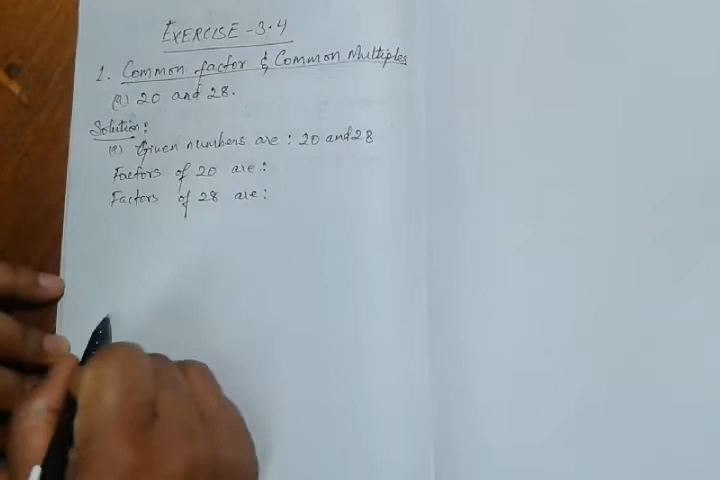 EXERCISE - 3.4
1. Common factor & Common Multiples
(a) 20 and 28.
Solution:
(a) Given numbers are : 20 and 28
Factors of 20 are :
Factors of 28 are :